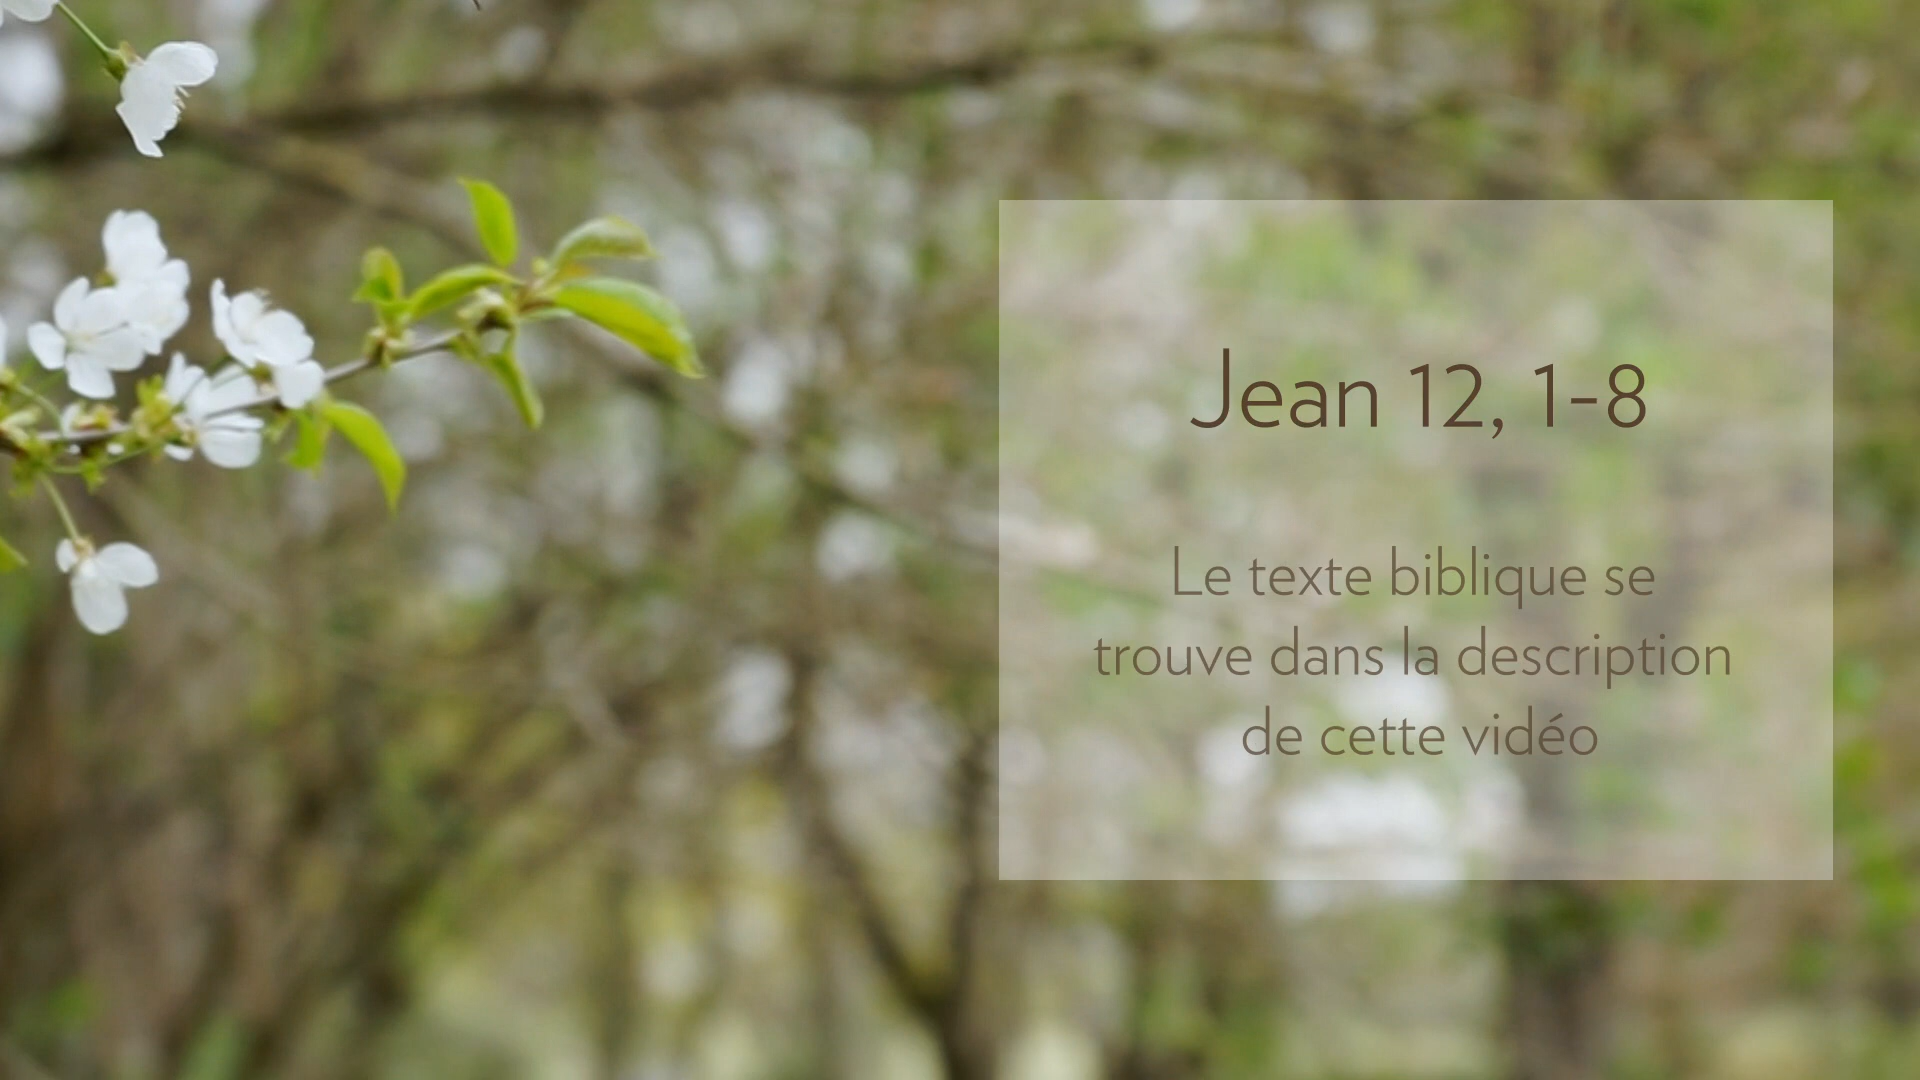 Jean 12, 1-8
Le texte biblique se
trouve dans la description
de cette vidéo